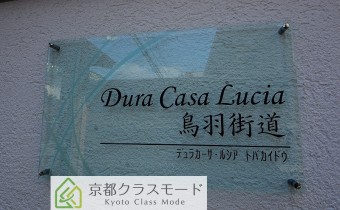 Dura Casa Lucia
鳥羽街道
デュラカーサ・ルシア トバカイドウ
京都クラスモード
Kyoto Class Mode